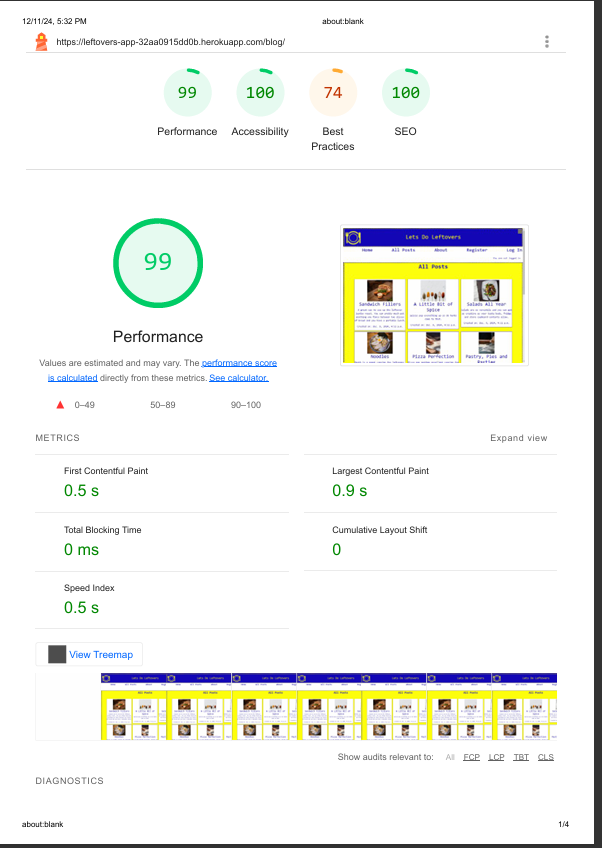 12/11/24, 5:32 PM about:blank
https://leftovers-app-32aa0915dd0b.herokuapp.com/blog/
99 100 74 100
Performance Accessibility Best Practices SEO
99
Performance
Values are estimated and may vary. The performance score
is calculated directly from these metrics. See calculator.
0–49 50–89 90–100
Lets Do Leftovers
Home All Posts About Register Log In
All Posts
Sandwich Fillers A Little Bit of Spice Salads All Year
Noodles Pizza Perfection Pastry, Pies and
METRICS Expand view
First Contentful Paint
0.5 s
Largest Contentful Paint
0.9 s
Total Blocking Time
0 ms
Cumulative Layout Shift
0
Speed Index
0.5 s
View Treemap
Show audits relevant to: All FCP LCP TBT CLS
DIAGNOSTICS
about:blank 1/4